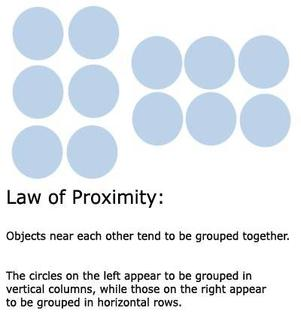 Law of Proximity:
Objects near each other tend to be grouped together.
The circles on the left appear to be grouped in
vertical columns, while those on the right appear
to be grouped in horizontal rows.